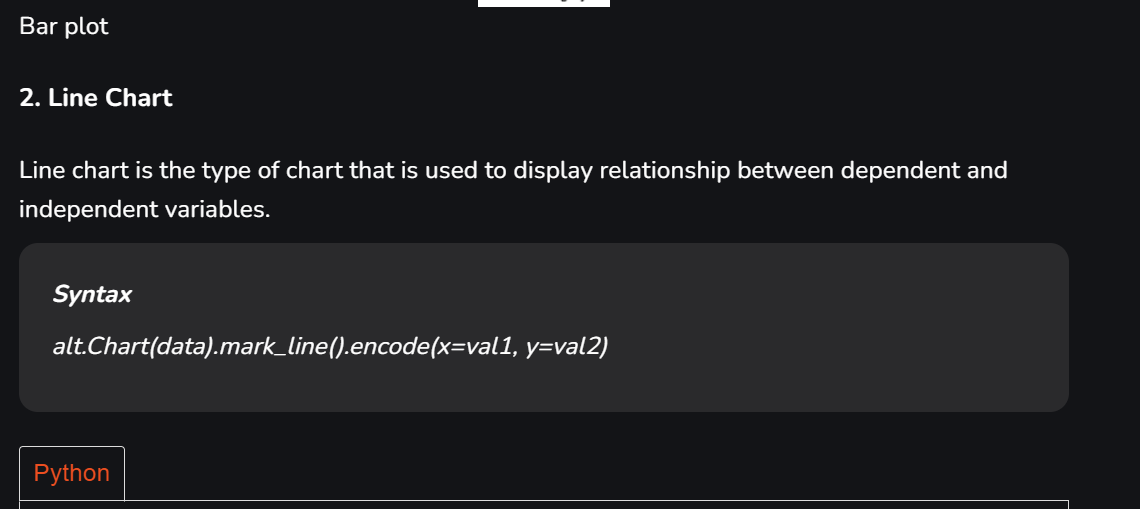 Bar plot
2. Line Chart
Line chart is the type of chart that is used to display relationship between dependent and
independent variables.
Syntax
alt.Chart(data).mark_line().encode(x=val1, y=val2)
Python